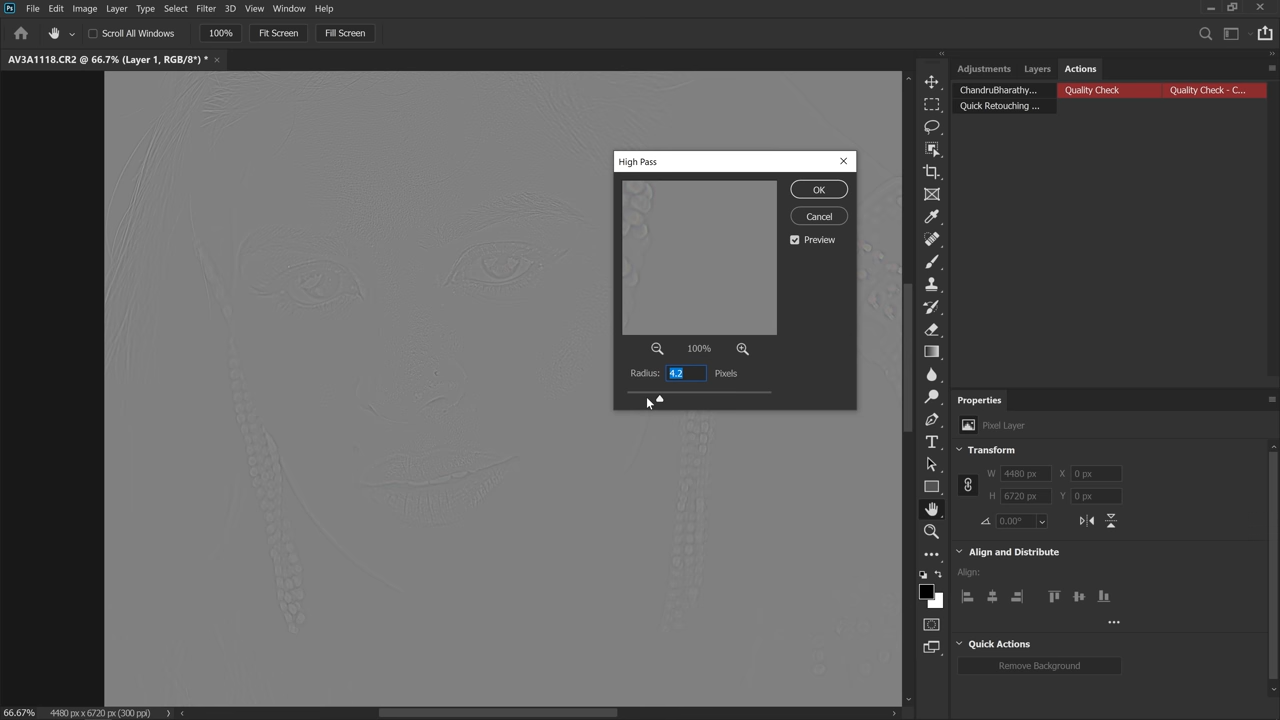 Ps File Edit Image Layer Type Select Filter 3D View Window Help
Scroll All Windows 100% Fit Screen Fill Screen
AV3A1118.CR2 @ 66.7% (Layer 1, RGB/8*) *
Adjustments Layers Actions
ChandruBharathy... Quality Check Quality Check - C...
Quick Retouching ...
High Pass
OK
Cancel
Preview
100%
Radius: 4.2 Pixels
Properties
Pixel Layer
Transform
W 4480 px X 0 px
H 6720 px Y 0 px
0.00°
Align and Distribute
Align:
Quick Actions
Remove Background
66.67% 4480 px x 6720 px (300 ppi)